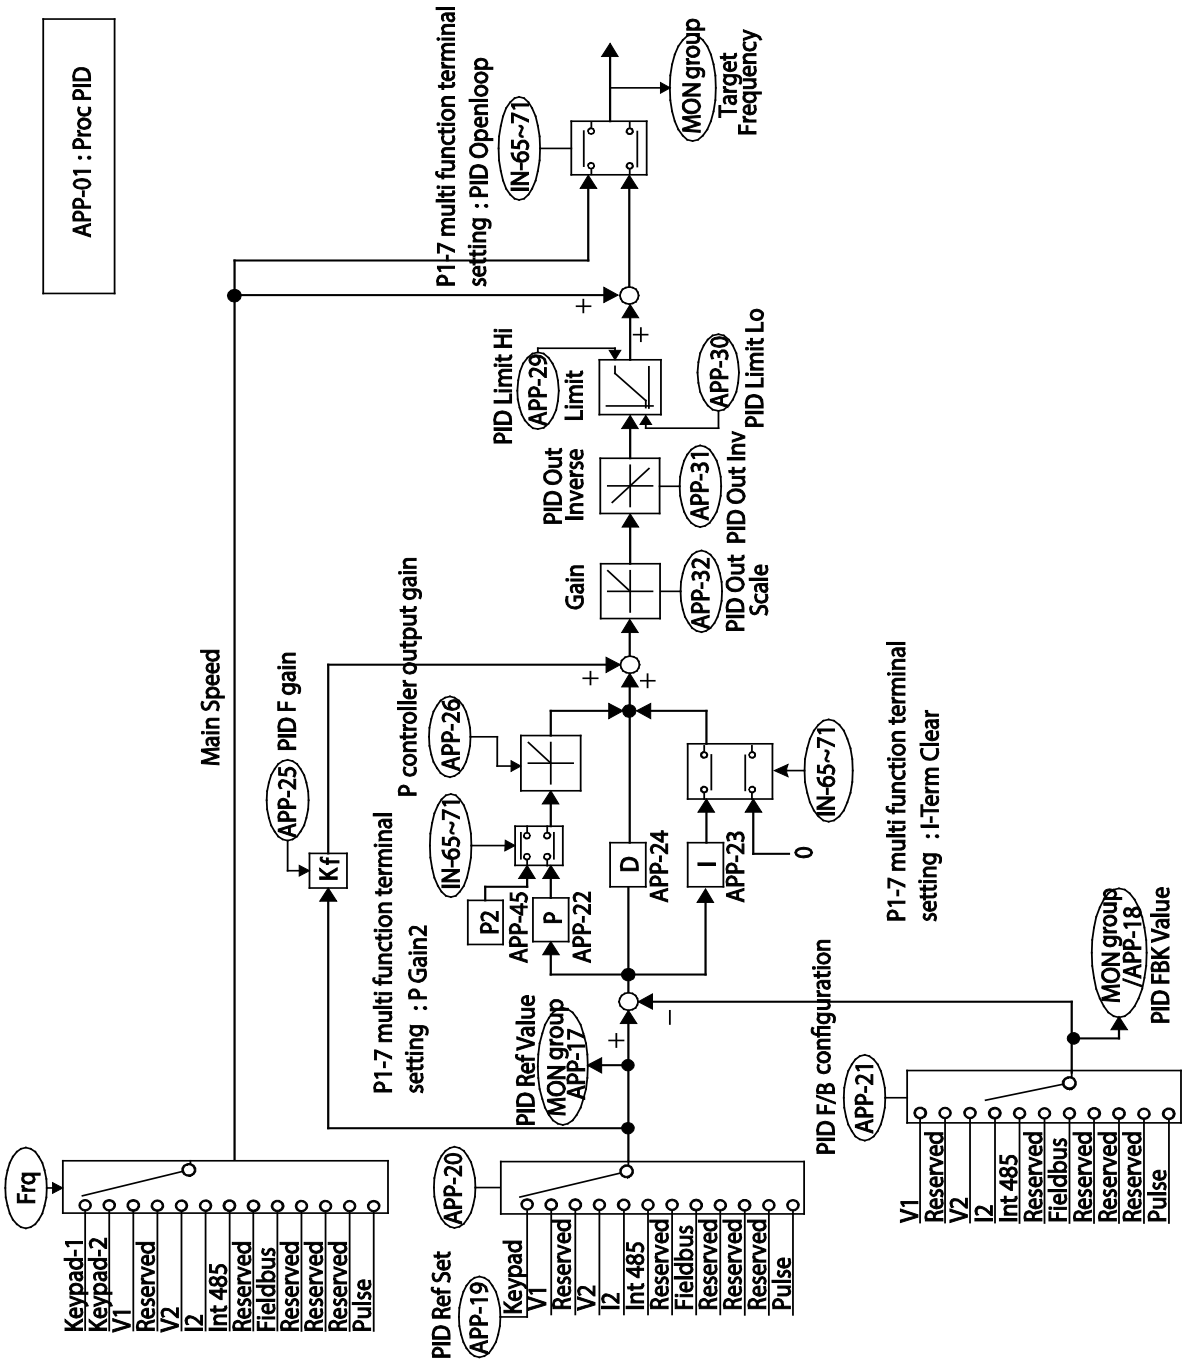 APP-01 : Proc PID
Frq
Keypad-1
Keypad-2
V1
Reserved
V2
I2
Int 485
Reserved
Fieldbus
Reserved
Reserved
Reserved
Pulse
Main Speed
APP-25
PID F gain
Kf
P1-7 multi function terminal
setting : P Gain2
IN-65~71
P2
APP-45
P
APP-22
P controller output gain
APP-26
D
APP-24
I
APP-23
0
IN-65~71
P1-7 multi function terminal
setting : I-Term Clear
+
+
Gain
APP-32
PID Out
Scale
PID Out
Inverse
APP-31
PID Out Inv
PID Limit Hi
APP-29
Limit
APP-30
PID Limit Lo
+
+
P1-7 multi function terminal
setting : PID Openloop
IN-65~71
MON group
Target
Frequency
PID Ref Set
APP-19
APP-20
Keypad
V1
Reserved
V2
I2
Int 485
Reserved
Fieldbus
Reserved
Reserved
Reserved
Pulse
PID Ref Value
MON group
APP-17
+
−
PID F/B configuration
APP-21
V1
Reserved
V2
I2
Int 485
Reserved
Fieldbus
Reserved
Reserved
Reserved
Pulse
MON group
/APP-18
PID FBK Value